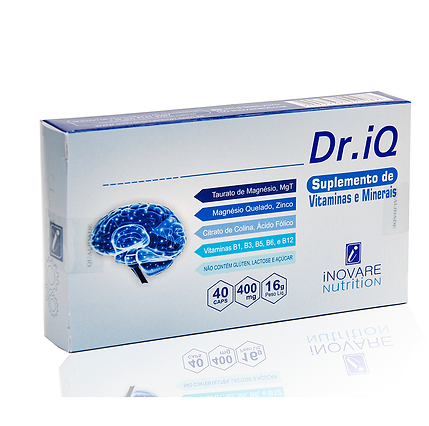 Dr.iQ
Suplemento de
Vitaminas e Minerais
Taurato de Magnésio, MgT
Magnésio Quelado, Zinco
Citrato de Colina, Ácido Fólico
Vitaminas B1, B3, B5, B6, e B12
NÃO CONTÉM GLÚTEN, LACTOSE E AÇÚCAR
40
CAPS
400
mg
16g
Peso Líq.
iNOVARE
Nutrition